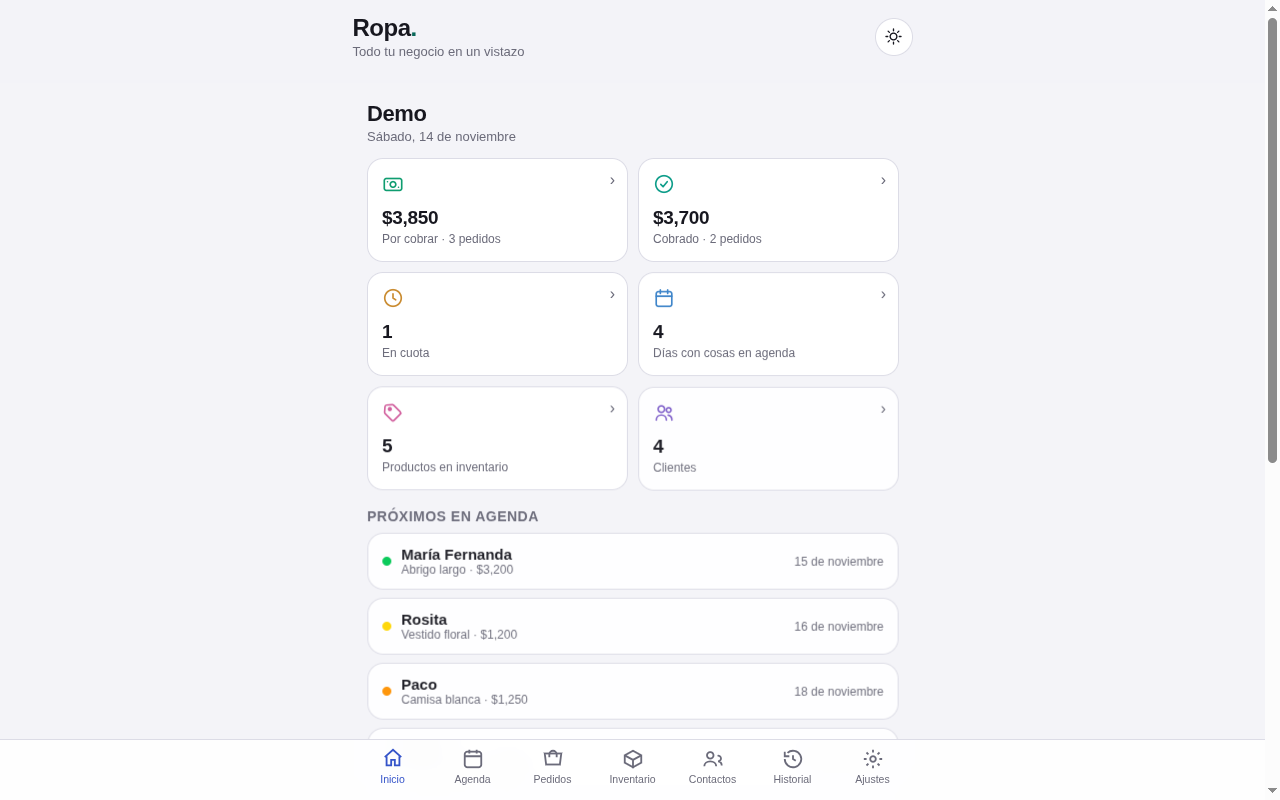 Ropa.
Todo tu negocio en un vistazo
Demo
Sábado, 14 de noviembre
$3,850
Por cobrar · 3 pedidos
$3,700
Cobrado · 2 pedidos
1
En cuota
4
Días con cosas en agenda
5
Productos en inventario
4
Clientes
PRÓXIMOS EN AGENDA
María Fernanda
Abrigo largo · $3,200
15 de noviembre
Rosita
Vestido floral · $1,200
16 de noviembre
Paco
Camisa blanca · $1,250
18 de noviembre
Inicio
Agenda
Pedidos
Inventario
Contactos
Historial
Ajustes